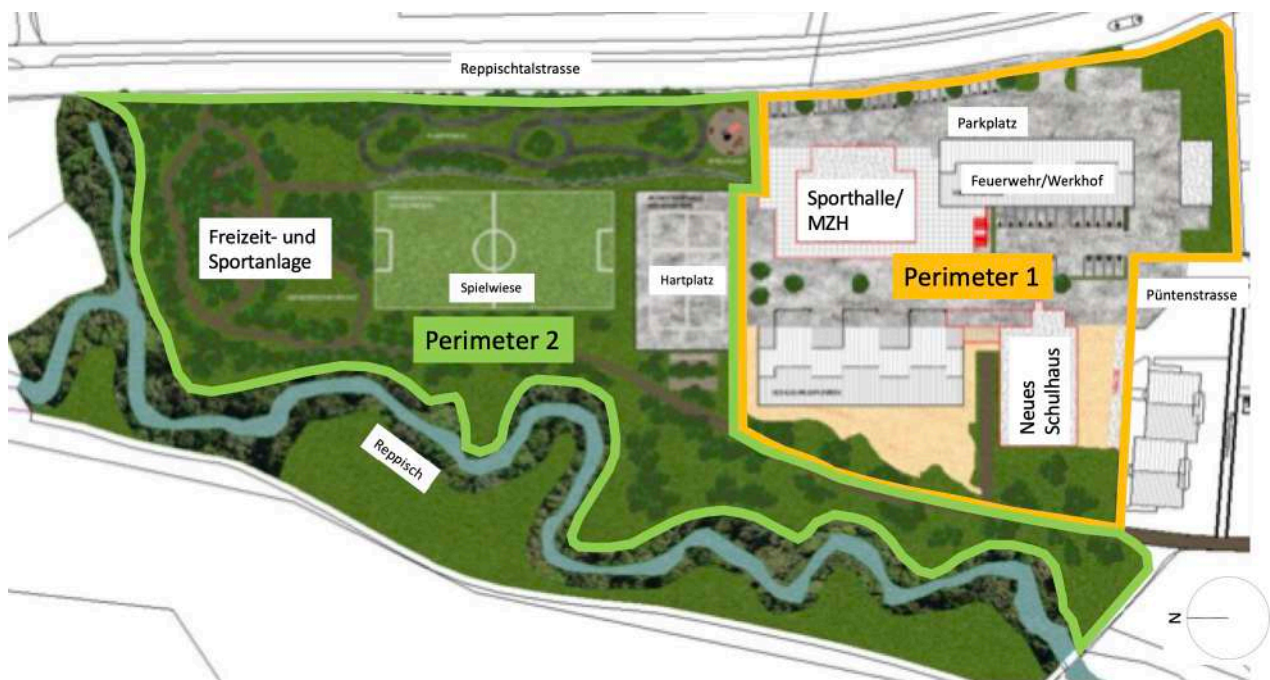 Reppischtalstrasse
Parkplatz
Feuerwehr/Werkhof
Sporthalle/
MZH
Freizeit- und
Sportanlage
Spielwiese
Hartplatz
Perimeter 1
Püntenstrasse
Perimeter 2
Neues
Schulhaus
Reppisch
N